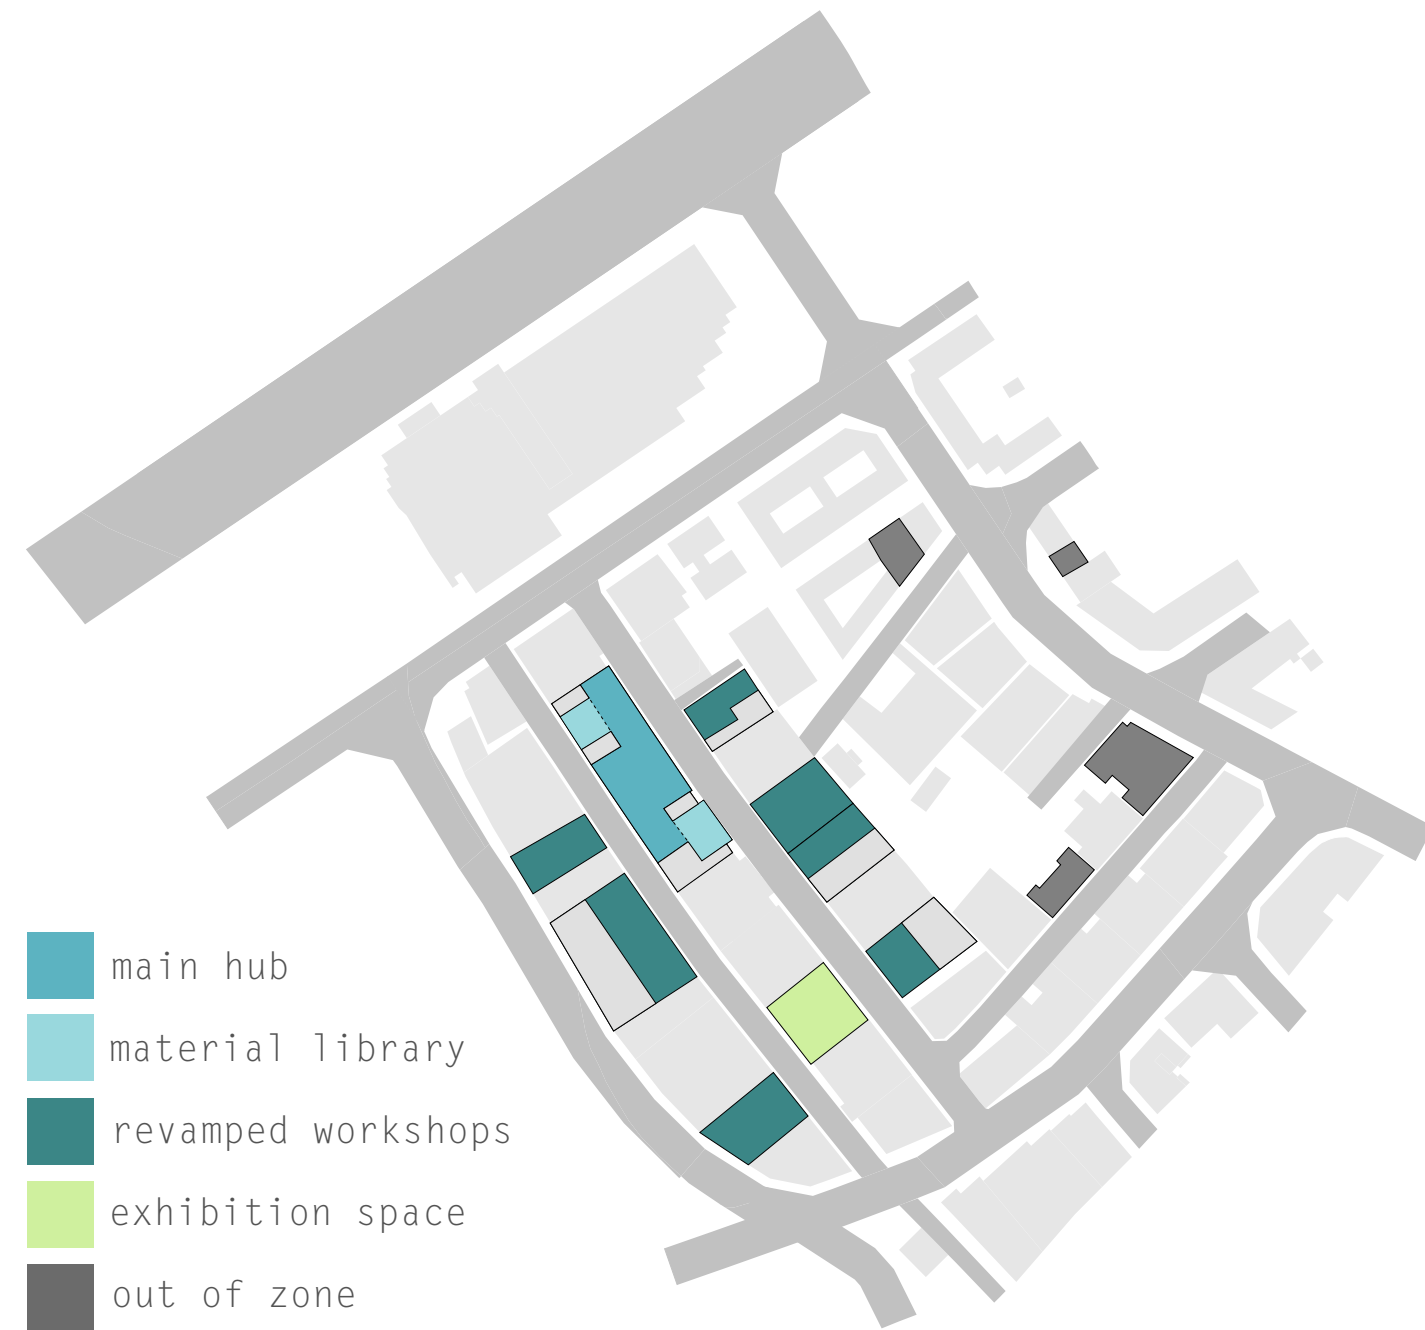 main hub
material library
revamped workshops
exhibition space
out of zone